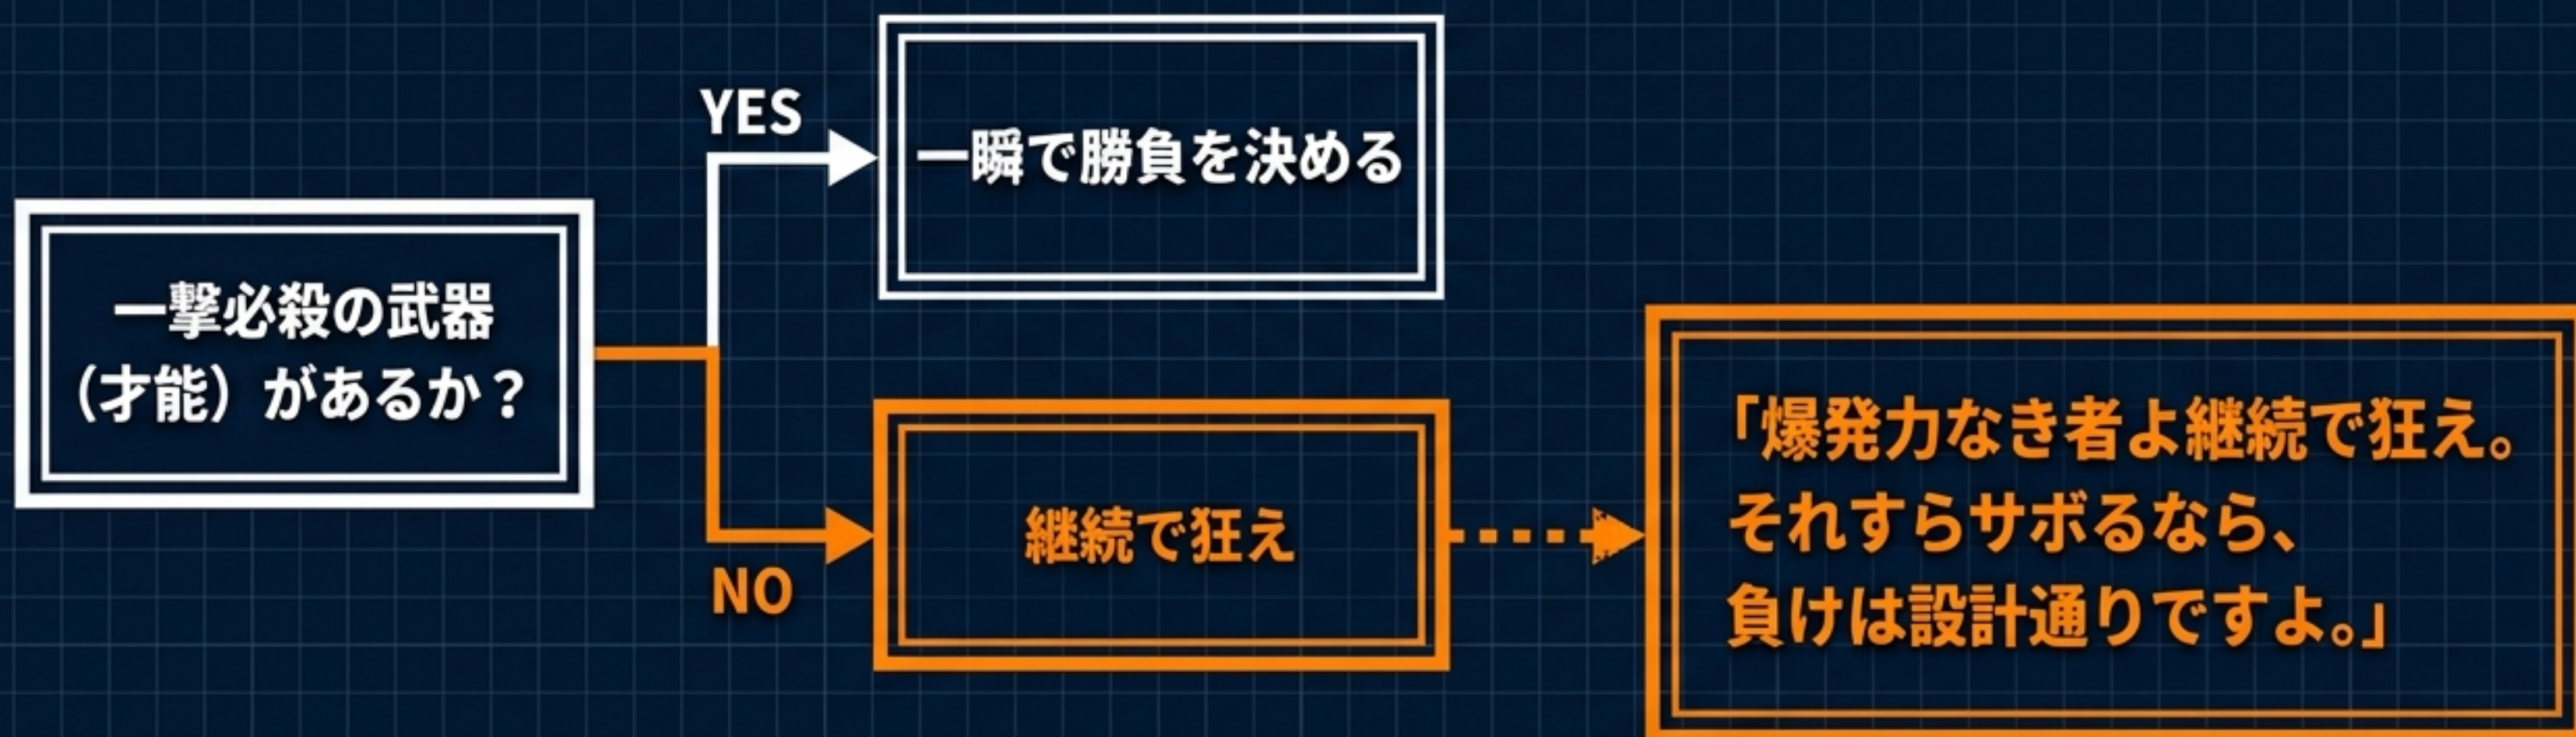 一撃必殺の武器
（才能）があるか？
YES
一瞬で勝負を決める
NO
継続で狂え
「爆発力なき者よ継続で狂え。
それすらサボるなら、
負けは設計通りですよ。」